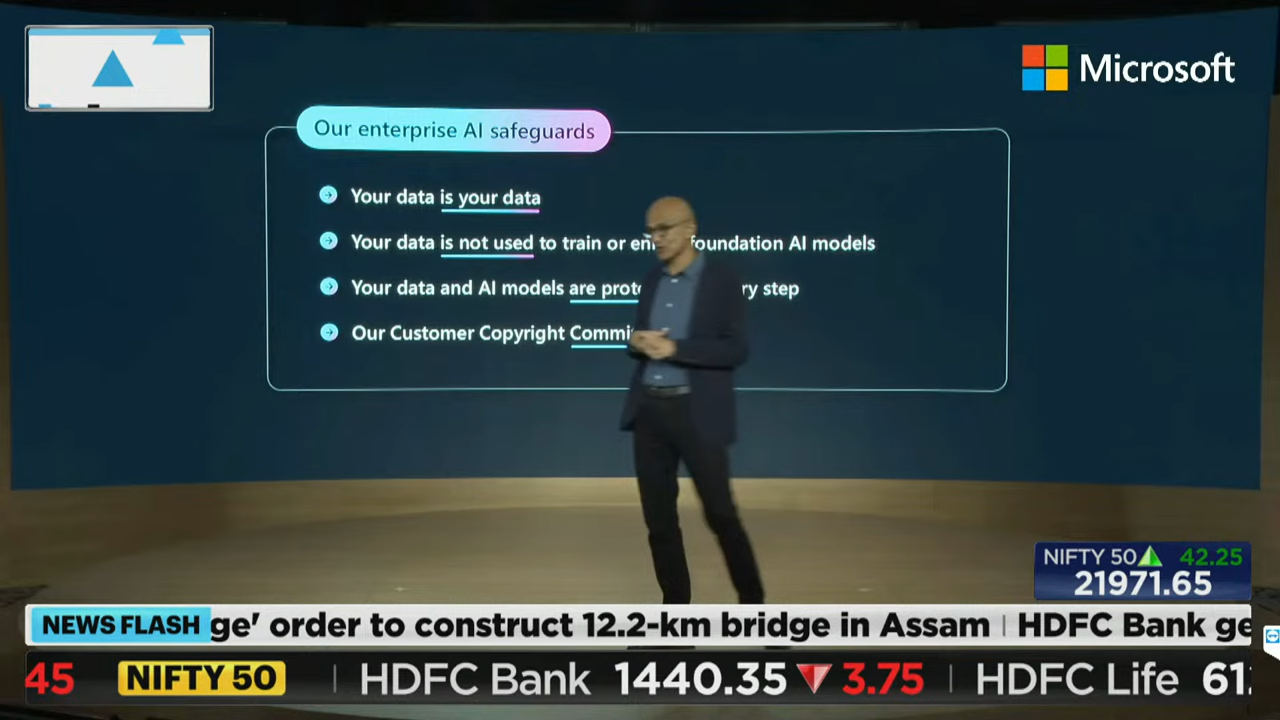 Microsoft
Our enterprise AI safeguards
Your data is your data
Your data is not used to train or en foundation AI models
Your data and AI models are prote ry step
Our Customer Copyright Commi
NIFTY 50 42.25
21971.65
NEWS FLASH ge' order to construct 12.2-km bridge in Assam | HDFC Bank ge
45 NIFTY 50 | HDFC Bank 1440.35 3.75 | HDFC Life 61